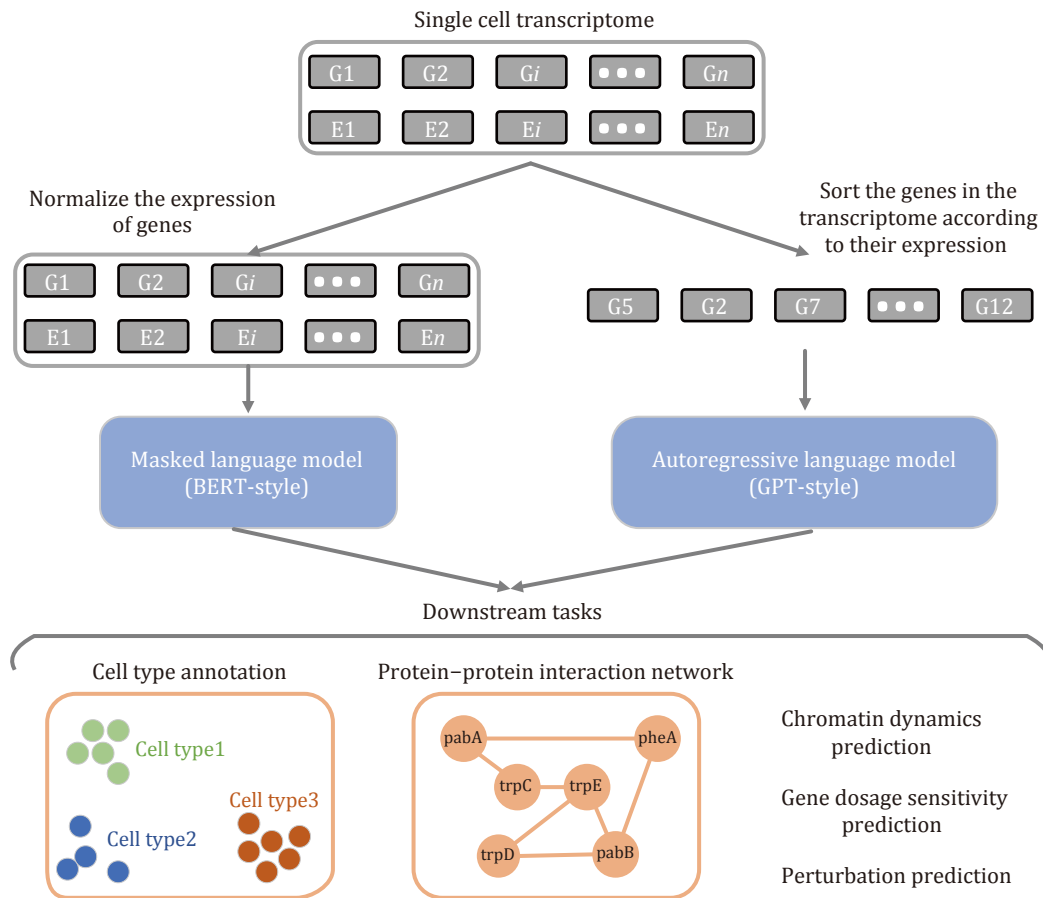 Single cell transcriptome
G1 G2 Gi ••• Gn
E1 E2 Ei ••• En
Normalize the expression
of genes
Sort the genes in the
transcriptome according
to their expression
G1 G2 Gi ••• Gn
E1 E2 Ei ••• En
G5 G2 G7 ••• G12
Masked language model
(BERT-style)
Autoregressive language model
(GPT-style)
Downstream tasks
Cell type annotation
Cell type1
Cell type2
Cell type3
Protein−protein interaction network
pabA
pheA
trpC
trpE
trpD
pabB
Chromatin dynamics
prediction
Gene dosage sensitivity
prediction
Perturbation prediction